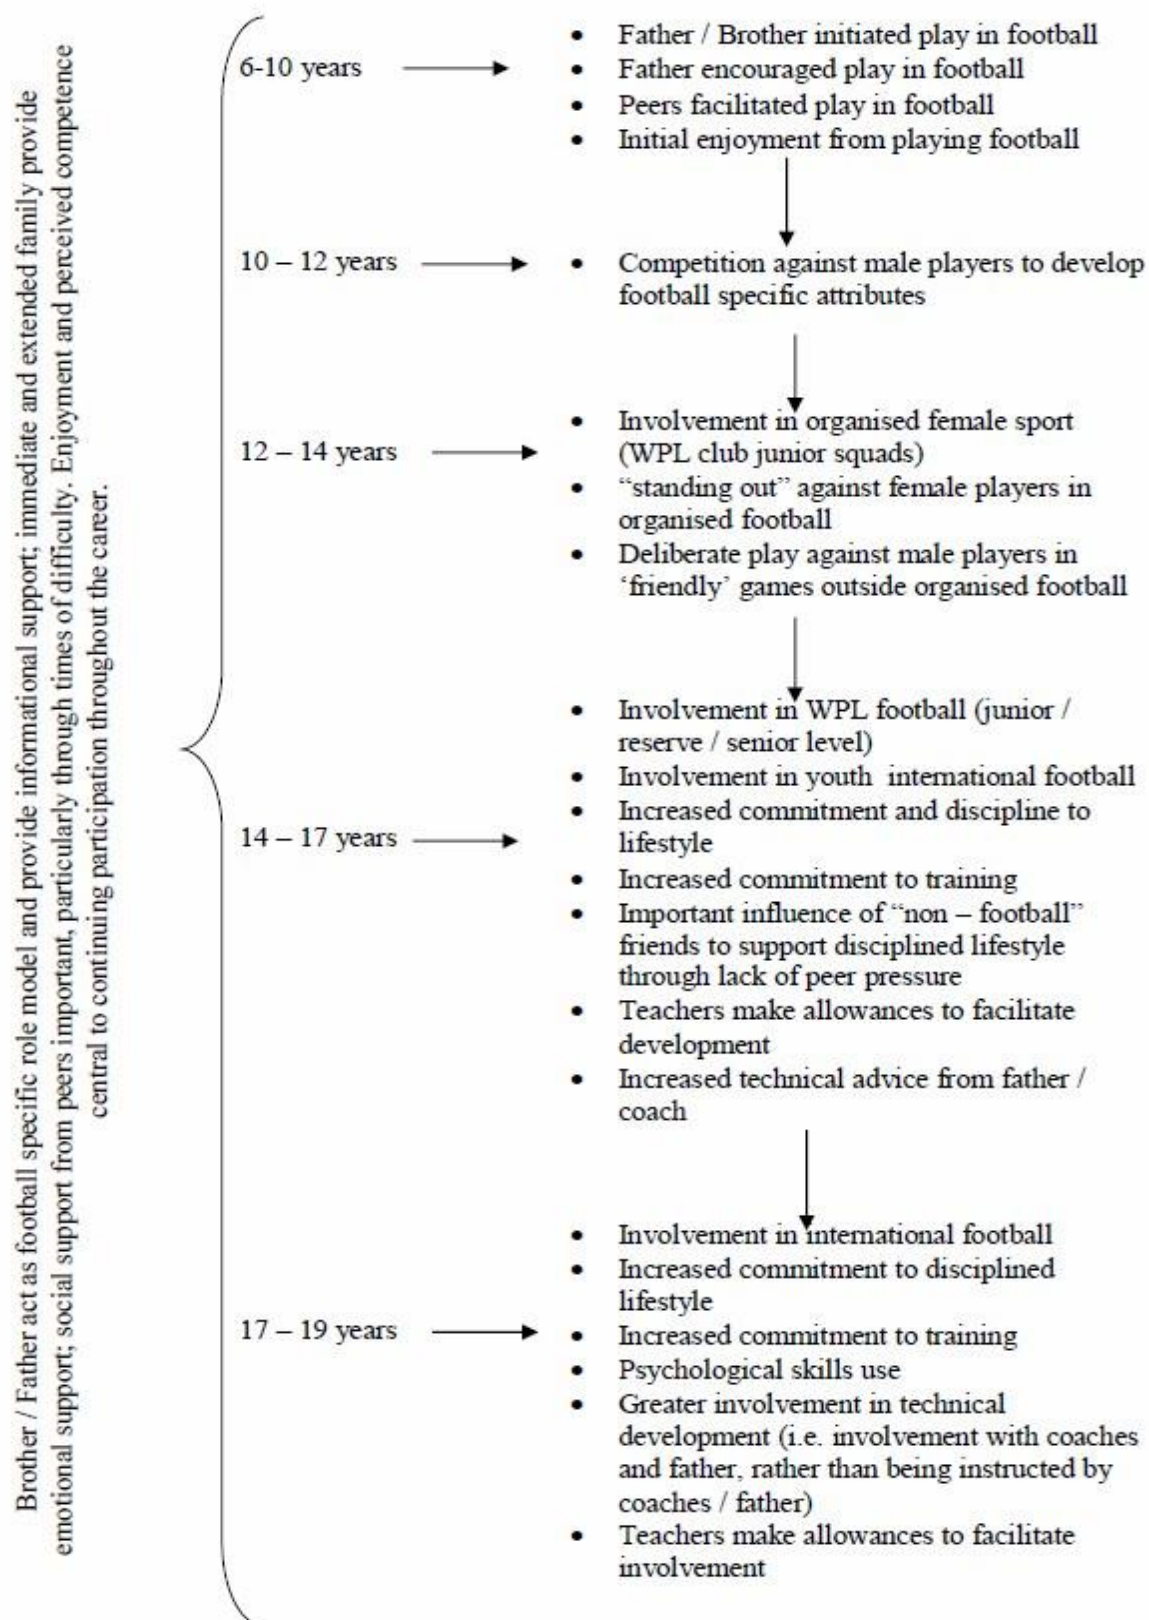 Brother / Father act as football specific role model and provide informational support; immediate and extended family provide
emotional support; social support from peers important, particularly through times of difficulty. Enjoyment and perceived competence
central to continuing participation throughout the career.
6-10 years
• Father / Brother initiated play in football
• Father encouraged play in football
• Peers facilitated play in football
• Initial enjoyment from playing football
10 – 12 years
• Competition against male players to develop
football specific attributes
12 – 14 years
• Involvement in organised female sport
(WPL club junior squads)
• “standing out” against female players in
organised football
• Deliberate play against male players in
‘friendly’ games outside organised football
14 – 17 years
• Involvement in WPL football (junior /
reserve / senior level)
• Involvement in youth international football
• Increased commitment and discipline to
lifestyle
• Increased commitment to training
• Important influence of “non – football”
friends to support disciplined lifestyle
through lack of peer pressure
• Teachers make allowances to facilitate
development
• Increased technical advice from father /
coach
17 – 19 years
• Involvement in international football
• Increased commitment to disciplined
lifestyle
• Increased commitment to training
• Psychological skills use
• Greater involvement in technical
development (i.e. involvement with coaches
and father, rather than being instructed by
coaches / father)
• Teachers make allowances to facilitate
involvement